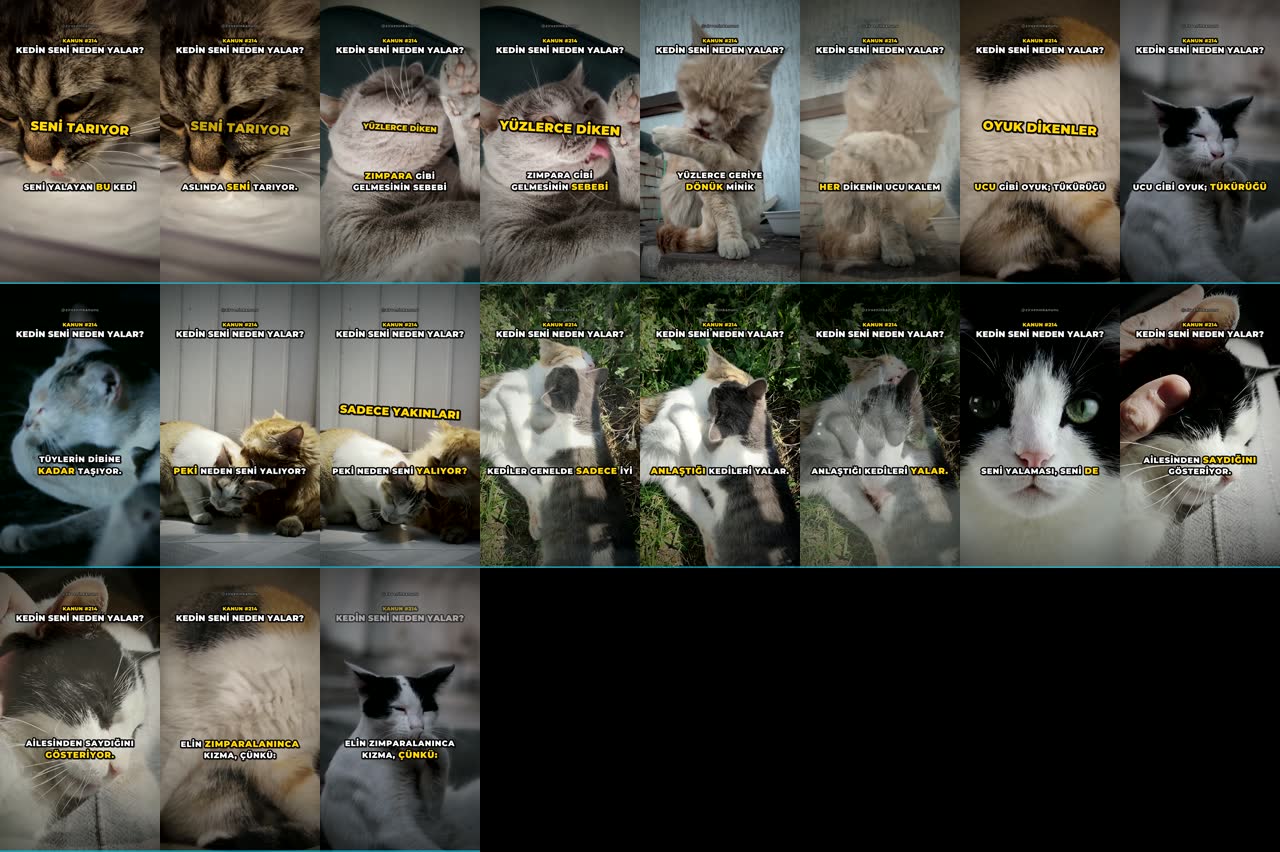 KANUN #214
KEDİN SENİ NEDEN YALAR?
SENİ TARIYOR
SENİ YALAYAN BU KEDİ
KANUN #214
KEDİN SENİ NEDEN YALAR?
SENİ TARIYOR
ASLINDA SENİ TARIYOR.
KANUN #214
KEDİN SENİ NEDEN YALAR?
YÜZLERCE DİKEN
ZIMPARA GİBİ
GELMESİNİN SEBEBİ
KANUN #214
KEDİN SENİ NEDEN YALAR?
YÜZLERCE DİKEN
ZIMPARA GİBİ
GELMESİNİN SEBEBİ
KANUN #214
KEDİN SENİ NEDEN YALAR?
YÜZLERCE GERİYE
DÖNÜK MİNİK
KANUN #214
KEDİN SENİ NEDEN YALAR?
HER DİKENİN UCU KALEM
KANUN #214
KEDİN SENİ NEDEN YALAR?
OYUK DİKENLER
UCU GİBİ OYUK; TÜKÜRÜĞÜ
KANUN #214
KEDİN SENİ NEDEN YALAR?
UCU GİBİ OYUK; TÜKÜRÜĞÜ
KANUN #214
KEDİN SENİ NEDEN YALAR?
TÜYLERİN DİBİNE
KADAR TAŞIYOR.
KANUN #214
KEDİN SENİ NEDEN YALAR?
PEKİ NEDEN SENİ YALIYOR?
KANUN #214
KEDİN SENİ NEDEN YALAR?
SADECE YAKINLARI
PEKİ NEDEN SENİ YALIYOR?
KANUN #214
KEDİN SENİ NEDEN YALAR?
KEDİLER GENELDE SADECE İYİ
KANUN #214
KEDİN SENİ NEDEN YALAR?
ANLAŞTIĞI KEDİLERİ YALAR.
KANUN #214
KEDİN SENİ NEDEN YALAR?
ANLAŞTIĞI KEDİLERİ YALAR.
KANUN #214
KEDİN SENİ NEDEN YALAR?
SENİ YALAMASI, SENİ DE
KANUN #214
KEDİN SENİ NEDEN YALAR?
AİLESİNDEN SAYDIĞINI
GÖSTERİYOR.
KANUN #214
KEDİN SENİ NEDEN YALAR?
AİLESİNDEN SAYDIĞINI
GÖSTERİYOR.
KANUN #214
KEDİN SENİ NEDEN YALAR?
ELİN ZIMPARALANINCA
KIZMA, ÇÜNKÜ:
KANUN #214
KEDİN SENİ NEDEN YALAR?
ELİN ZIMPARALANINCA
KIZMA, ÇÜNKÜ: